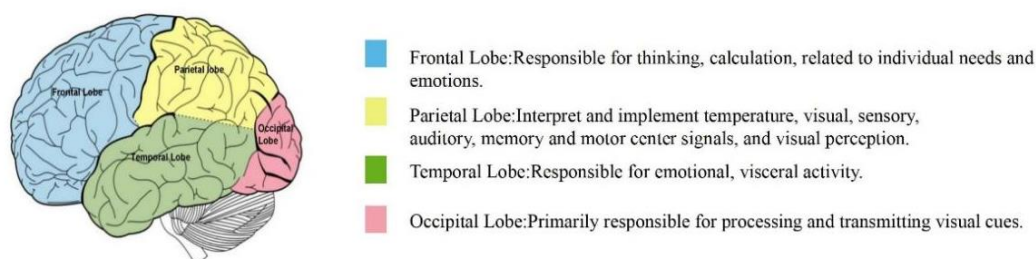 Frontal Lobe
Parietal lobe
Occipital
Lobe
Temporal Lobe
Frontal Lobe:Responsible for thinking, calculation, related to individual needs and
emotions.
Parietal Lobe:Interpret and implement temperature, visual, sensory,
auditory, memory and motor center signals, and visual perception.
Temporal Lobe:Responsible for emotional, visceral activity.
Occipital Lobe:Primarily responsible for processing and transmitting visual cues.